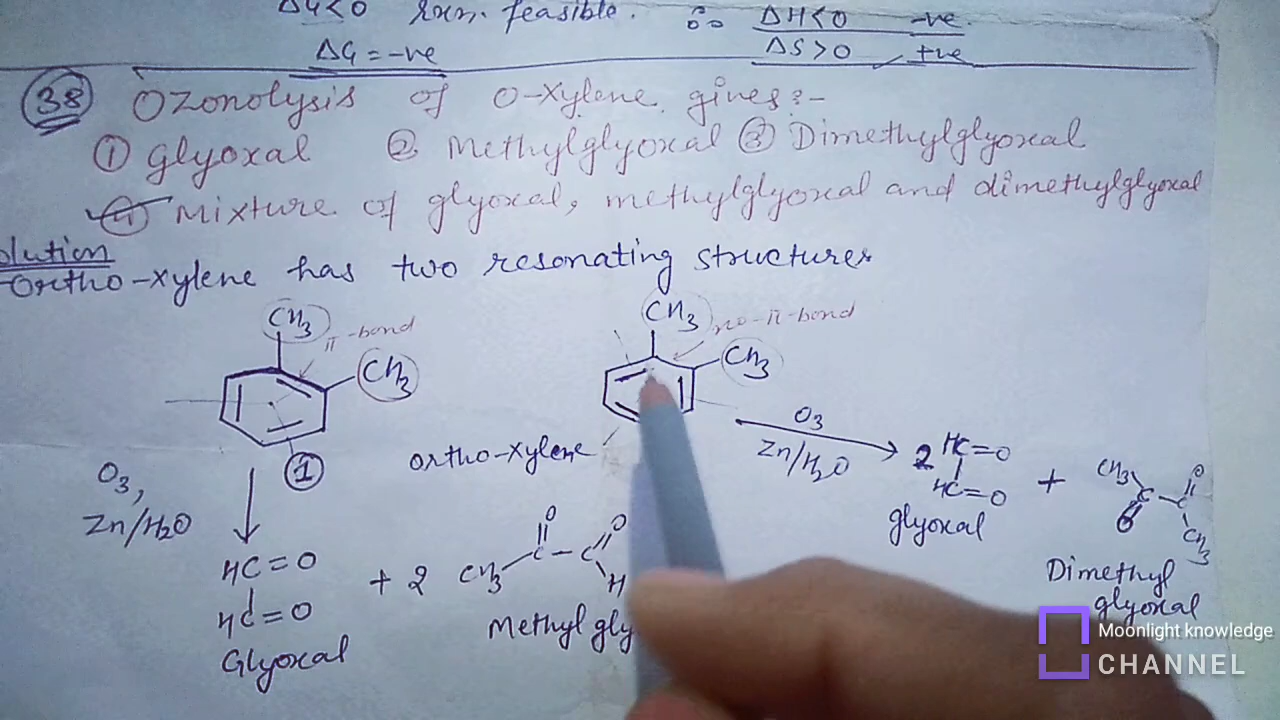 ΔG<0 rxn. feasible. ∴ ΔH<0 -ve
ΔG = -ve ΔS>0 +ve
38 Ozonolysis of O-Xylene gives:-
① Glyoxal ② Methylglyoxal ③ Dimethylglyoxal
④ Mixture of glyoxal, methylglyoxal and dimethylglyoxal
olution
Ortho-xylene has two resonating structures
CH3 π-bond
CH3
CH3 no-π-bond
CH3
①
ortho-xylene
O3,
Zn/H2O
O3
Zn/H2O
HC=O
HC=O
Glyoxal
+ 2 CH3 C C O O H
Methyl gly
2 HC=O
HC=O
glyoxal
+ CH3 C C O O CH3
Dimethyl
glyoxal
Moonlight knowledge
CHANNEL